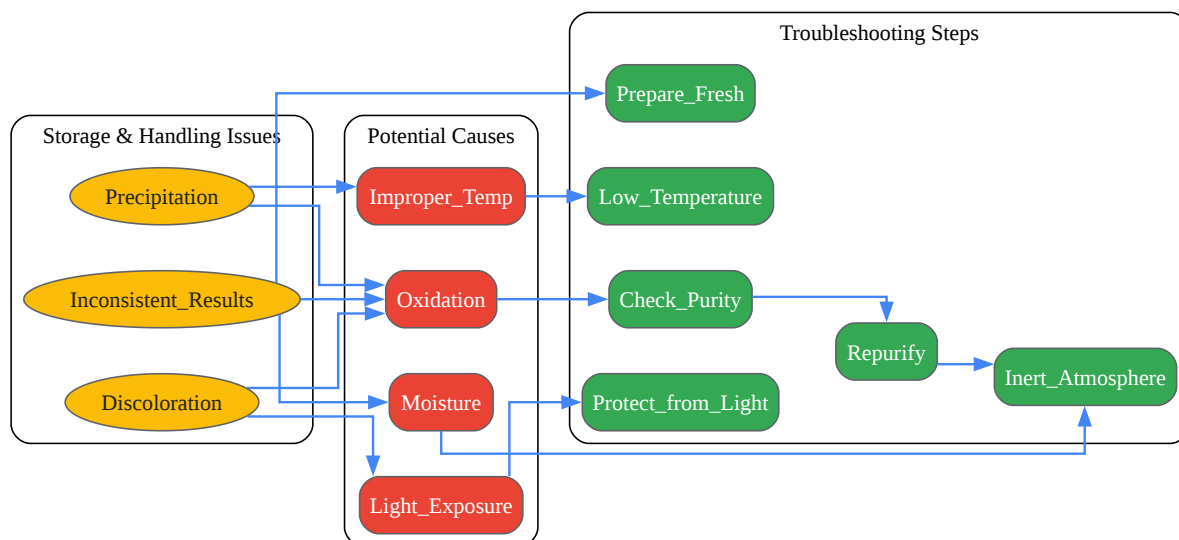 Troubleshooting Steps
Prepare_Fresh
Storage & Handling Issues
Potential Causes
Precipitation
Improper_Temp
Low_Temperature
Inconsistent_Results
Oxidation
Check_Purity
Repurify
Inert_Atmosphere
Discoloration
Moisture
Protect_from_Light
Light_Exposure